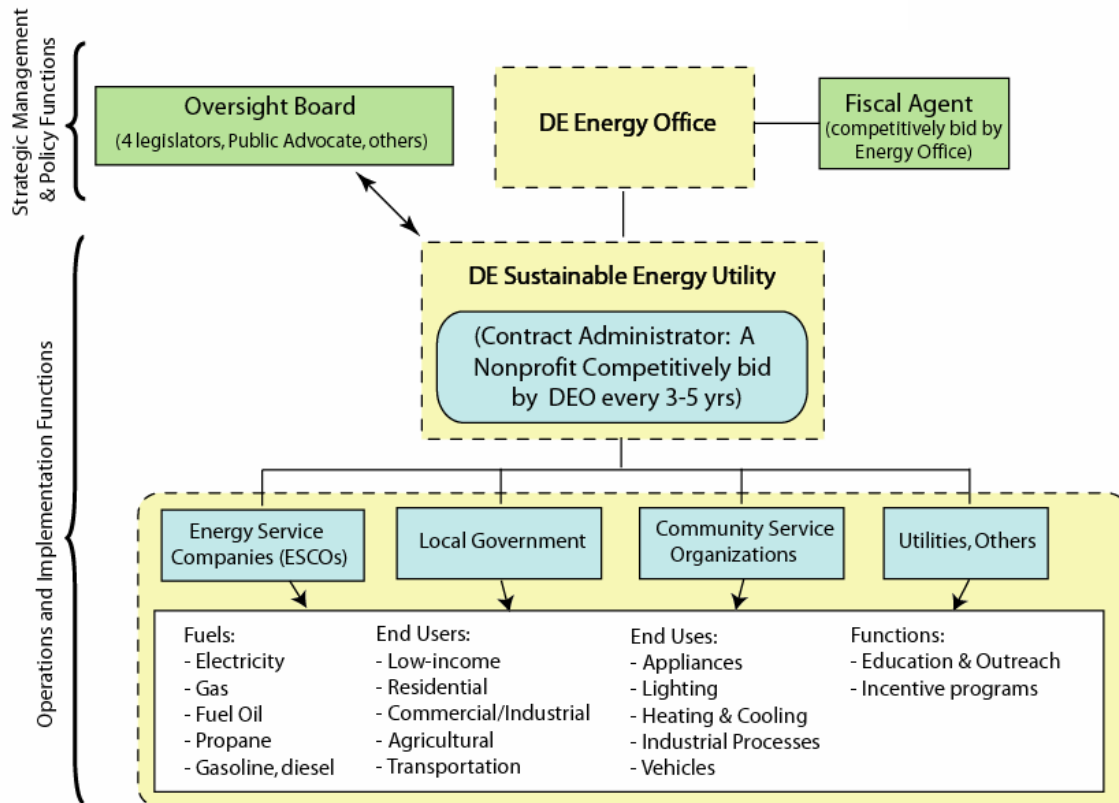 Strategic Management
& Policy Functions
Oversight Board
(4 legislators, Public Advocate, others)
DE Energy Office
Fiscal Agent
(competitively bid by
Energy Office)
Operations and Implementation Functions
DE Sustainable Energy Utility
(Contract Administrator: A
Nonprofit Competitively bid
by DEO every 3-5 yrs)
Energy Service
Companies (ESCOs)
Local Government
Community Service
Organizations
Utilities, Others
Fuels:
- Electricity
- Gas
- Fuel Oil
- Propane
- Gasoline, diesel
End Users:
- Low-income
- Residential
- Commercial/Industrial
- Agricultural
- Transportation
End Uses:
- Appliances
- Lighting
- Heating & Cooling
- Industrial Processes
- Vehicles
Functions:
- Education & Outreach
- Incentive programs